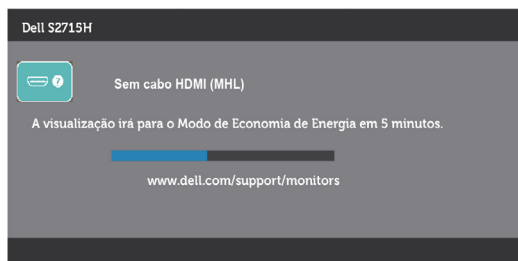 Dell S2715H
?
Sem cabo HDMI (MHL)
A visualização irá para o Modo de Economia de Energia em 5 minutos.
www.dell.com/support/monitors